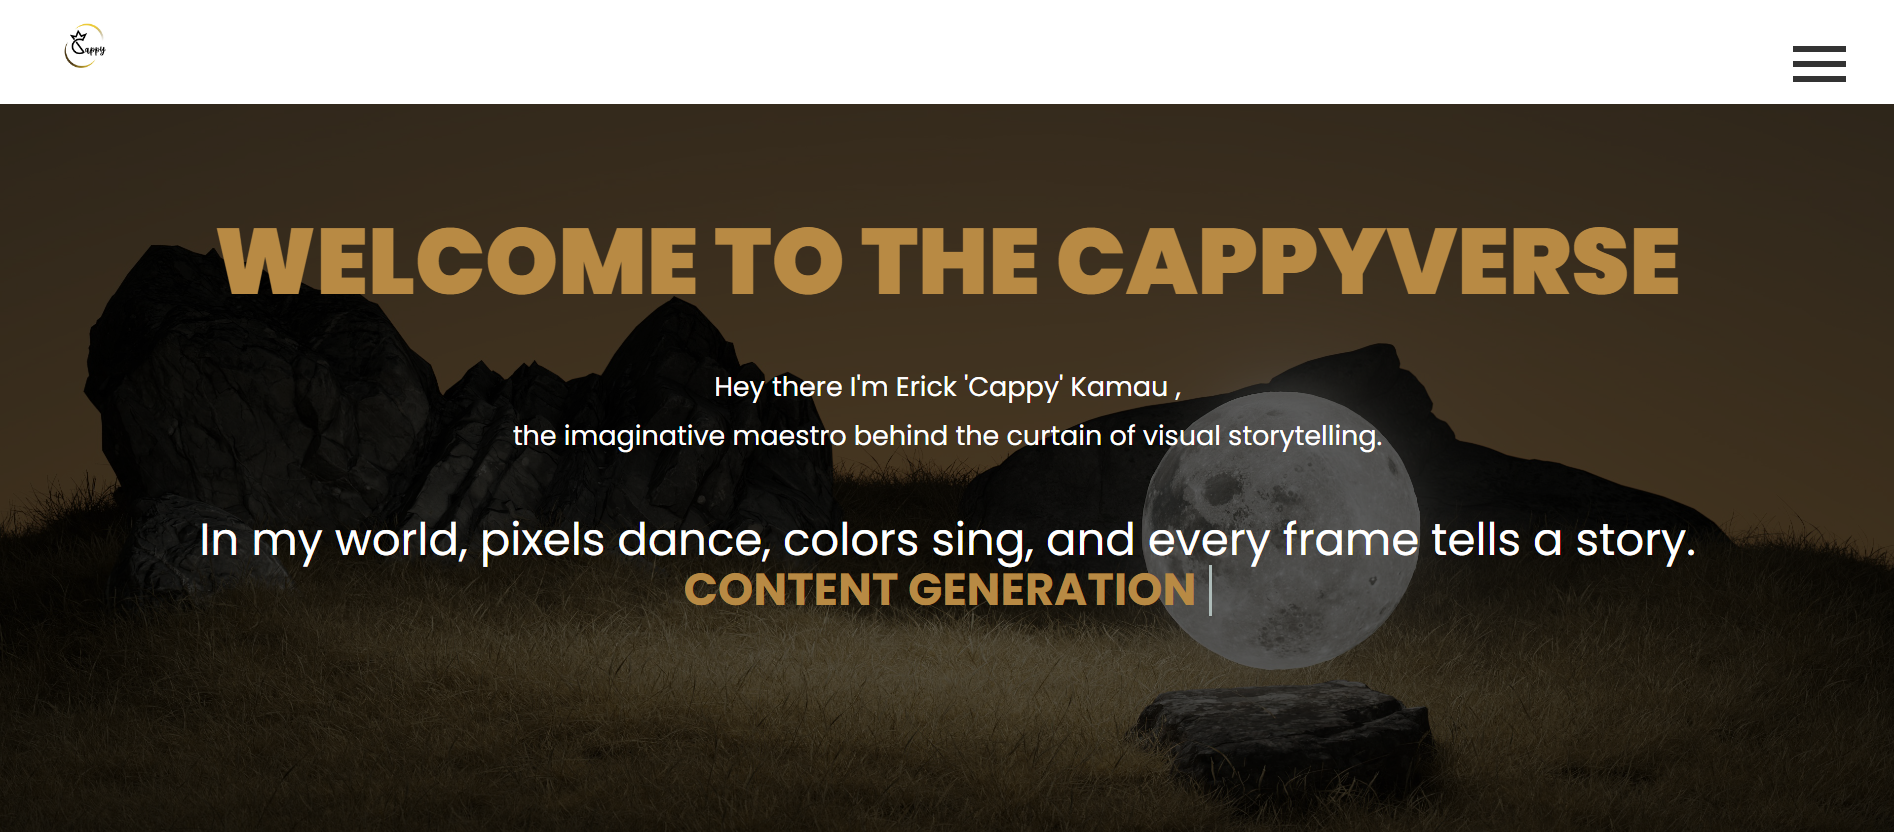 Cappy
WELCOME TO THE CAPPYVERSE
Hey there I'm Erick 'Cappy' Kamau ,
the imaginative maestro behind the curtain of visual storytelling.
In my world, pixels dance, colors sing, and every frame tells a story.
CONTENT GENERATION